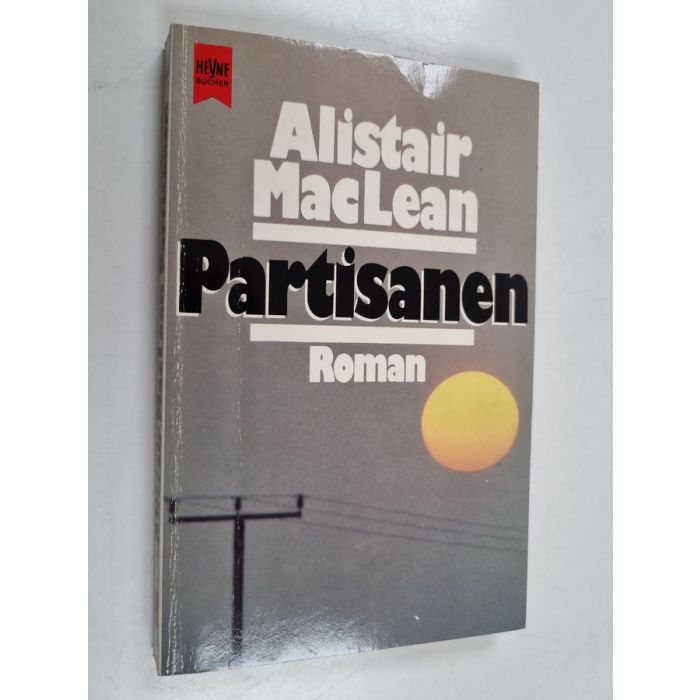 HEYNE
BÜCHER
Alistair
MacLean
Partisanen
Roman